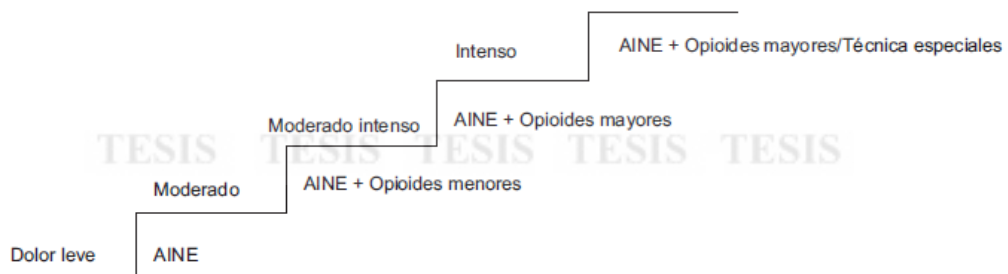 AINE + Opioides mayores/Técnica especiales
Intenso
AINE + Opioides mayores
Moderado intenso
TESIS TESIS TESIS TESIS TESIS
AINE + Opioides menores
Moderado
Dolor leve
AINE